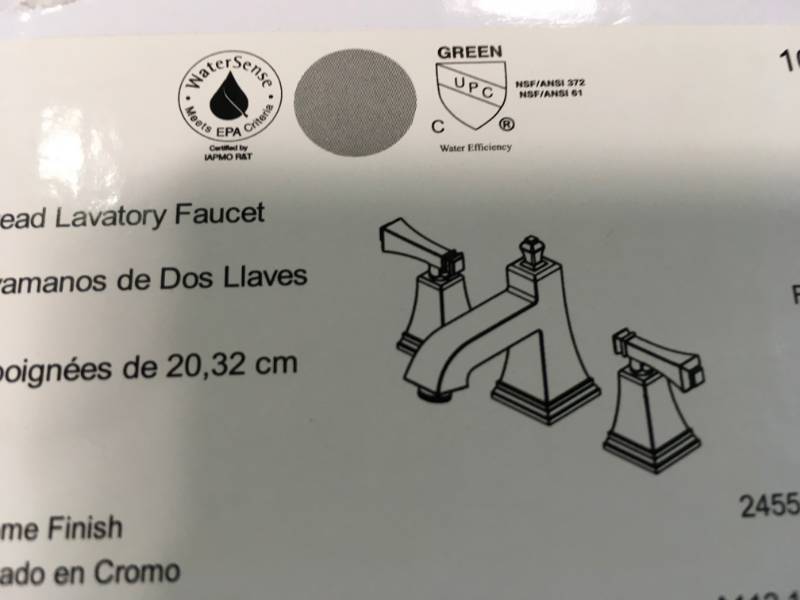 WaterSense
Meets EPA Criteria
Certified by
IAPMO R&T
GREEN
UPC
C ®
Water Efficiency
NSF/ANSI 372
NSF/ANSI 61
ead Lavatory Faucet
amanos de Dos Llaves
poignées de 20,32 cm
me Finish
ado en Cromo
2455